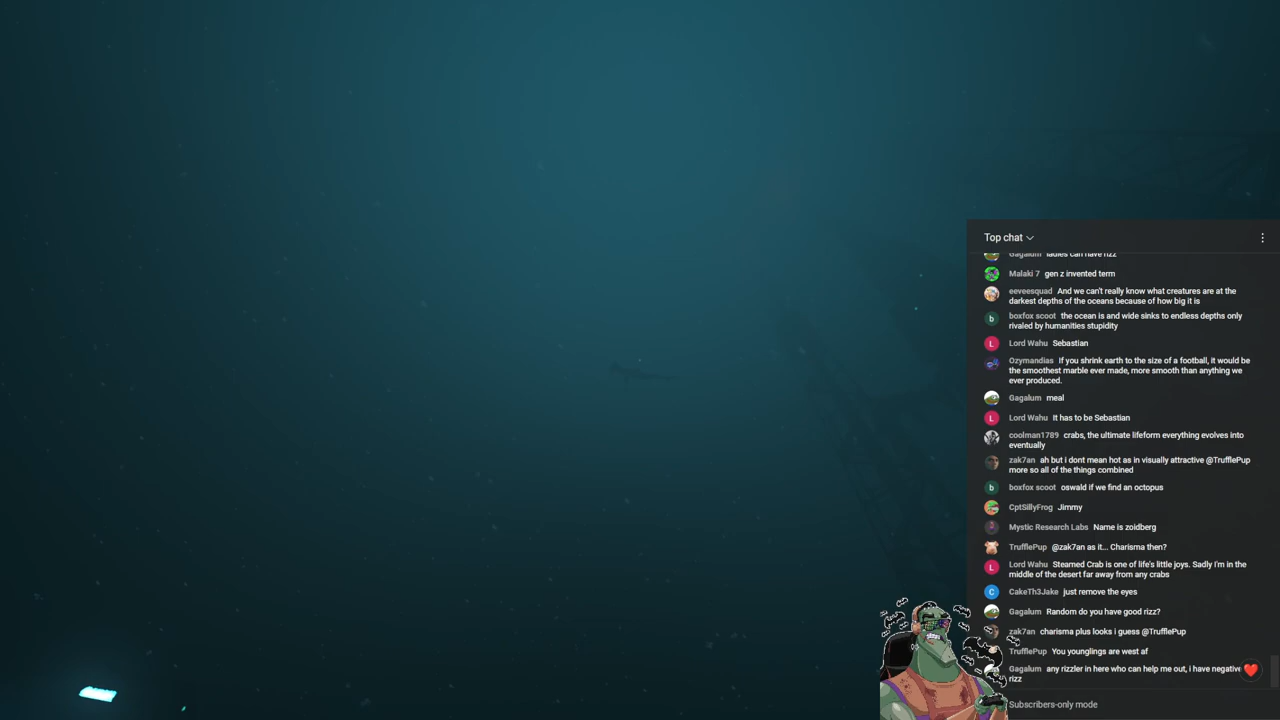 Top chat
Gagalum ladies can have rizz
Malaki 7 gen z invented term
eeveesquad And we can't really know what creatures are at the
darkest depths of the oceans because of how big it is
b
boxfox scoot the ocean is and wide sinks to endless depths only
rivaled by humanities stupidity
L
Lord Wahu Sebastian
Ozymandias If you shrink earth to the size of a football, it would be
the smoothest marble ever made, more smooth than anything we
ever produced.
Gagalum meal
L
Lord Wahu It has to be Sebastian
coolman1789 crabs, the ultimate lifeform everything evolves into
eventually
zak7an ah but i dont mean hot as in visually attractive @TrufflePup
more so all of the things combined
b
boxfox scoot oswald if we find an octopus
CptSillyFrog Jimmy
Mystic Research Labs Name is zoidberg
TrufflePup @zak7an as it... Charisma then?
L
Lord Wahu Steamed Crab is one of life's little joys. Sadly I'm in the
middle of the desert far away from any crabs
C
CakeTh3Jake just remove the eyes
Gagalum Random do you have good rizz?
zak7an charisma plus looks i guess @TrufflePup
TrufflePup You younglings are west af
Gagalum any rizzler in here who can help me out, i have negative
rizz
Subscribers-only mode